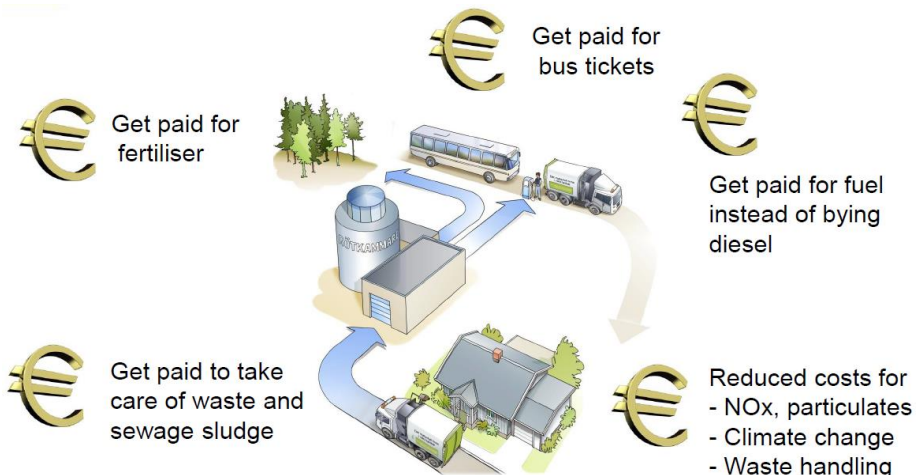 Get paid for
bus tickets
Get paid for
fertiliser
Get paid for fuel
instead of bying
diesel
RÖTKAMMARE
Get paid to take
care of waste and
sewage sludge
Reduced costs for
- NOx, particulates
- Climate change
- Waste handling